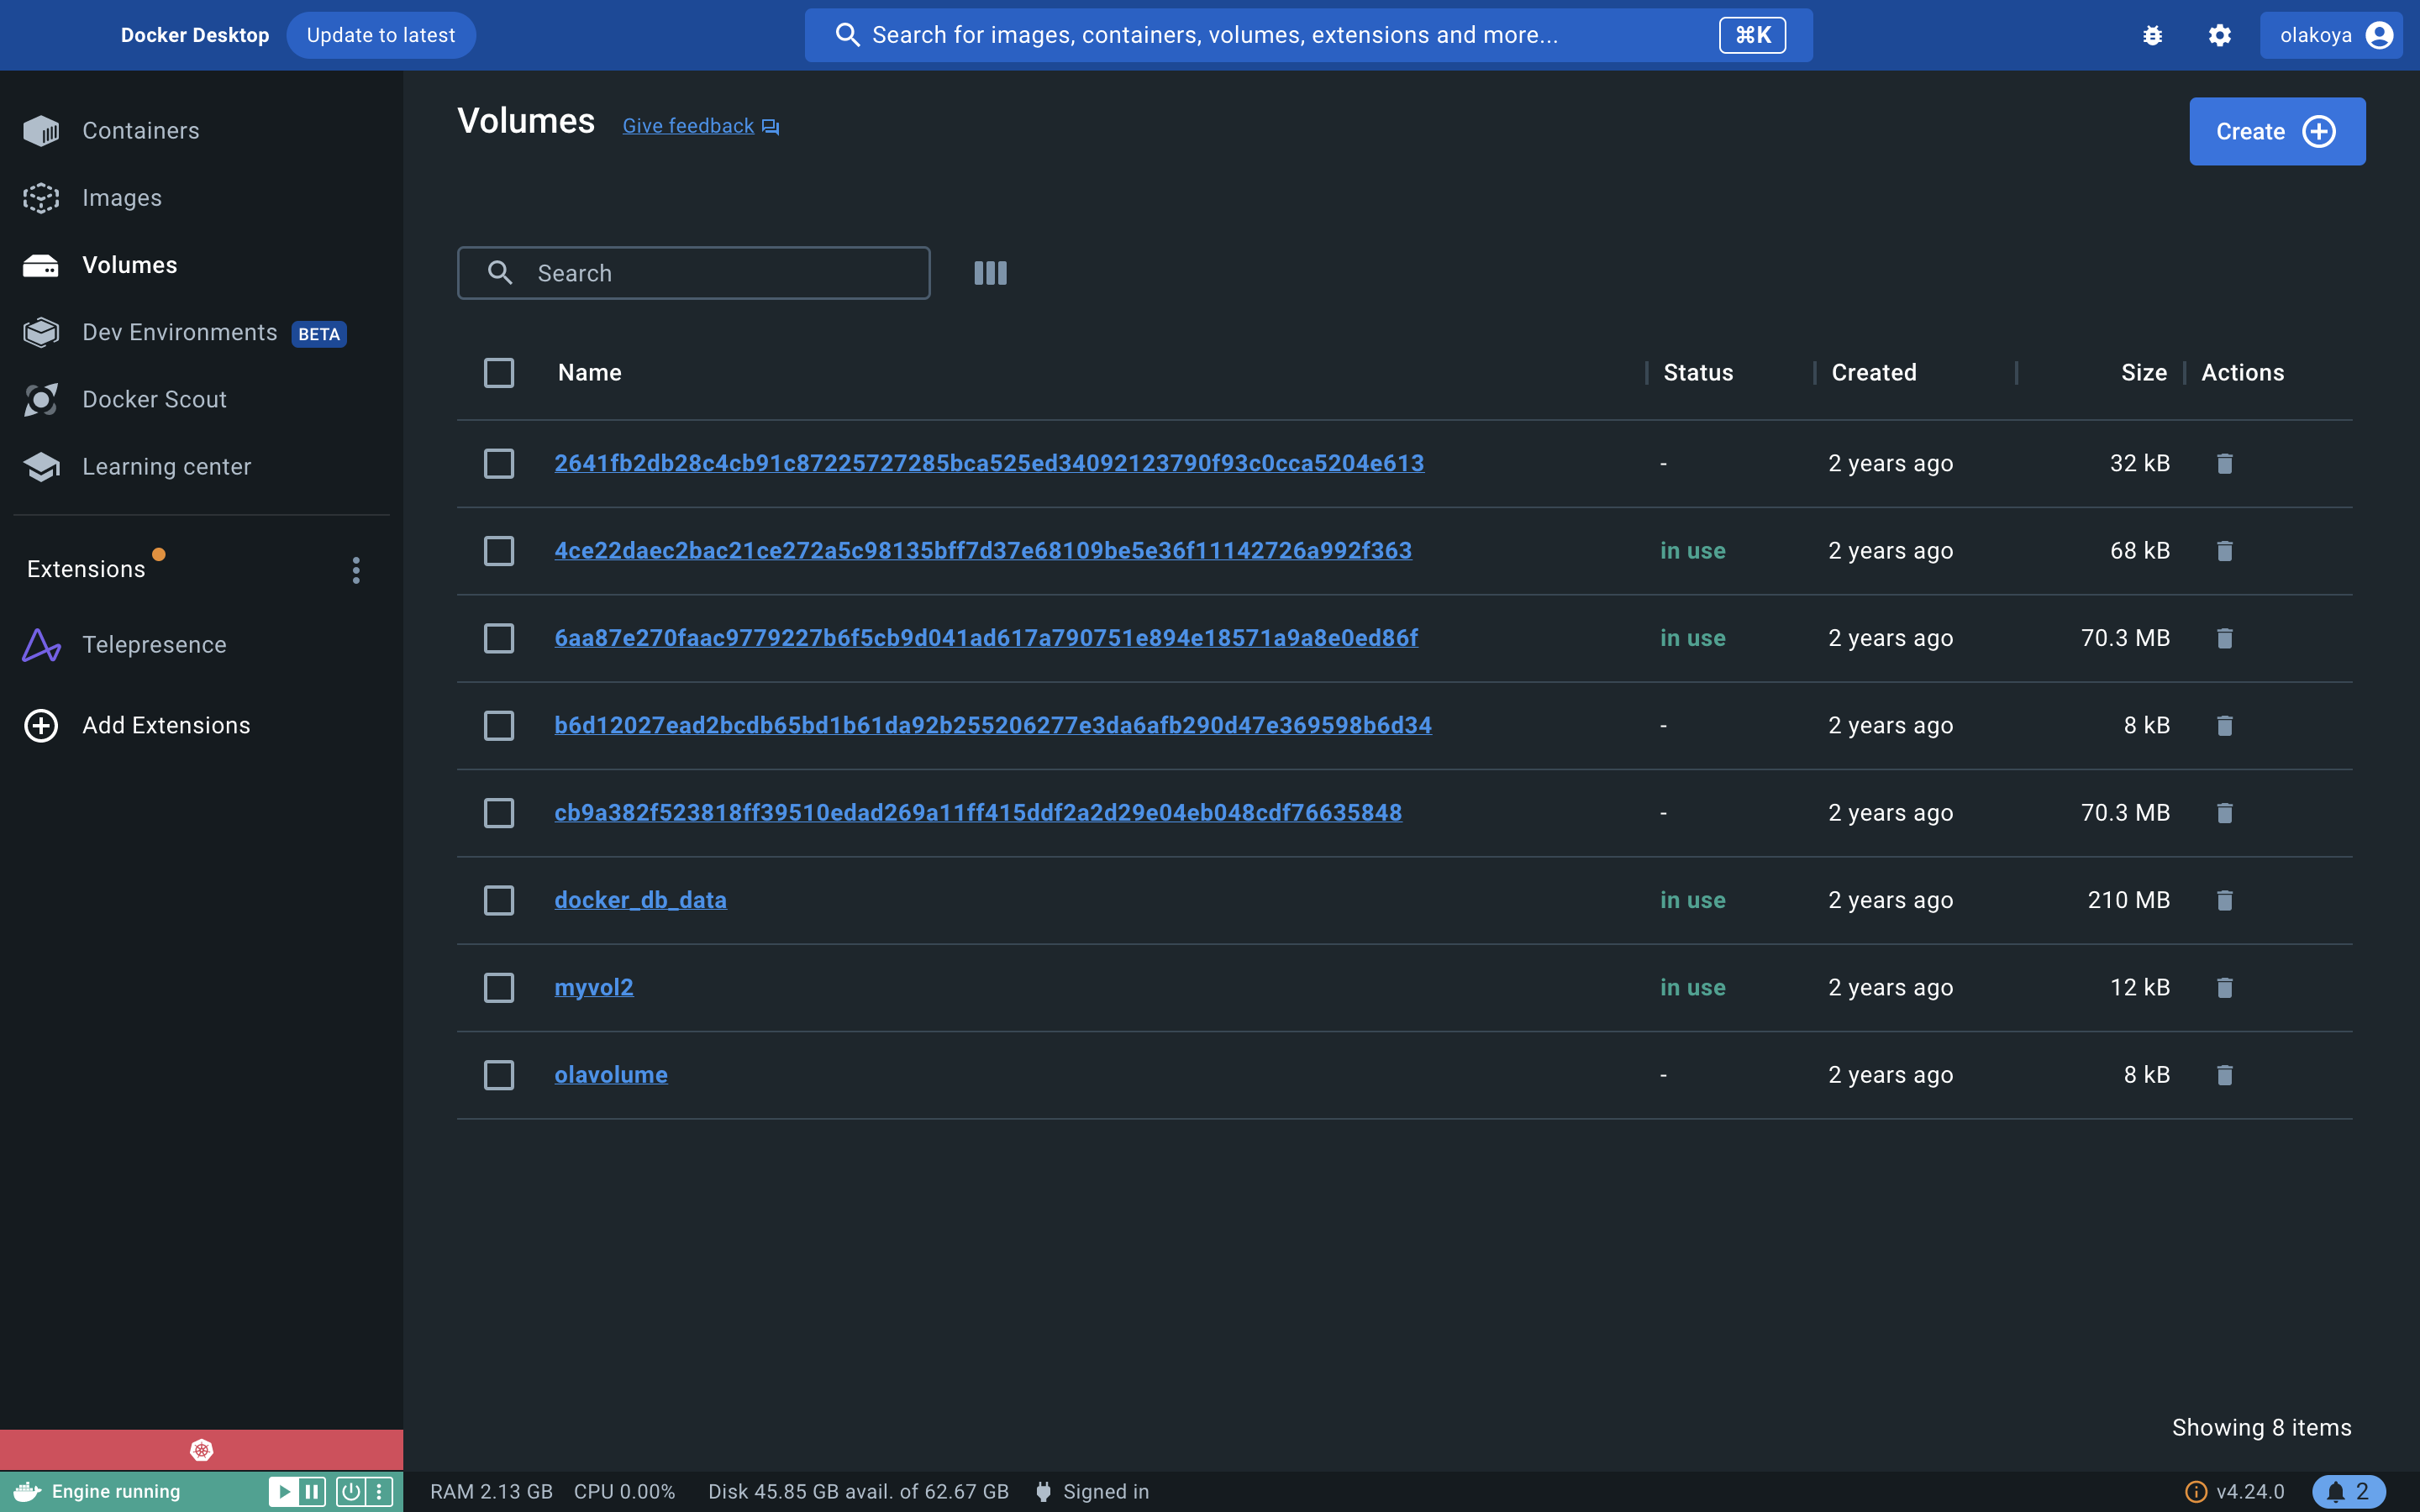 Docker Desktop
Update to latest
Search for images, containers, volumes, extensions and more...
⌘K
olakoya
Containers
Images
Volumes
Dev Environments BETA
Docker Scout
Learning center
Extensions
Telepresence
Add Extensions
Volumes
Give feedback
Create
Search
Name Status Created Size Actions
2641fb2db28c4cb91c87225727285bca525ed34092123790f93c0cca5204e613 - 2 years ago 32 kB
4ce22daec2bac21ce272a5c98135bff7d37e68109be5e36f11142726a992f363 in use 2 years ago 68 kB
6aa87e270faac9779227b6f5cb9d041ad617a790751e894e18571a9a8e0ed86f in use 2 years ago 70.3 MB
b6d12027ead2bcdb65bd1b61da92b255206277e3da6afb290d47e369598b6d34 - 2 years ago 8 kB
cb9a382f523818ff39510edad269a11ff415ddf2a2d29e04eb048cdf76635848 - 2 years ago 70.3 MB
docker_db_data in use 2 years ago 210 MB
myvol2 in use 2 years ago 12 kB
olavolume - 2 years ago 8 kB
Showing 8 items
Engine running
RAM 2.13 GB CPU 0.00% Disk 45.85 GB avail. of 62.67 GB Signed in
v4.24.0
2